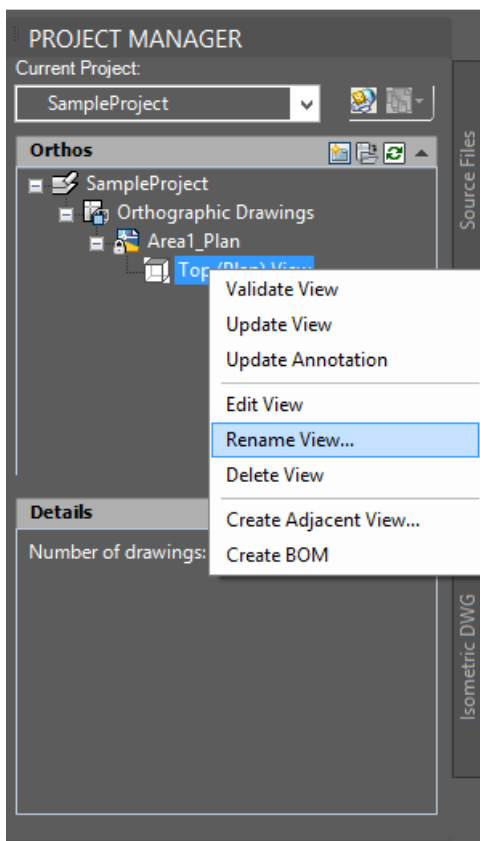 PROJECT MANAGER
Current Project:
SampleProject
Orthos
SampleProject
Orthographic Drawings
Area1_Plan
Top (Plan) View
Validate View
Update View
Update Annotation
Edit View
Rename View...
Delete View
Create Adjacent View...
Create BOM
Details
Number of drawings:
Source Files
Isometric DWG